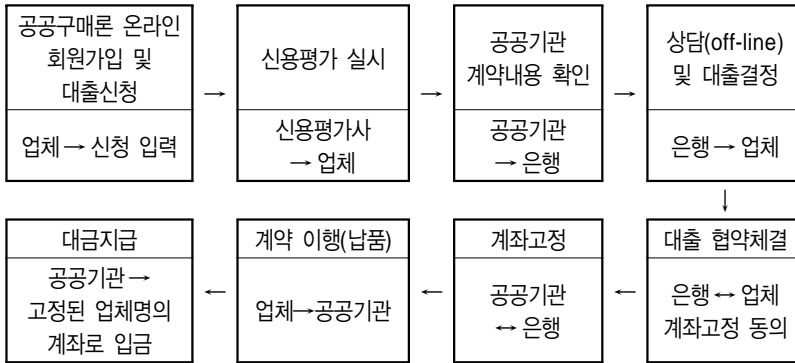 공공구매론 온라인
회원가입 및
대출신청
업체 → 신청 입력
→
신용평가 실시
신용평가사
→ 업체
→
공공기관
계약내용 확인
공공기관
→ 은행
→
상담(off-line)
및 대출결정
은행 → 업체
↓
대출 협약체결
은행 ↔ 업체
계좌고정 동의
←
계좌고정
공공기관
↔ 은행
←
계약 이행(납품)
업체→공공기관
←
대금지급
공공기관 →
고정된 업체명의
계좌로 입금